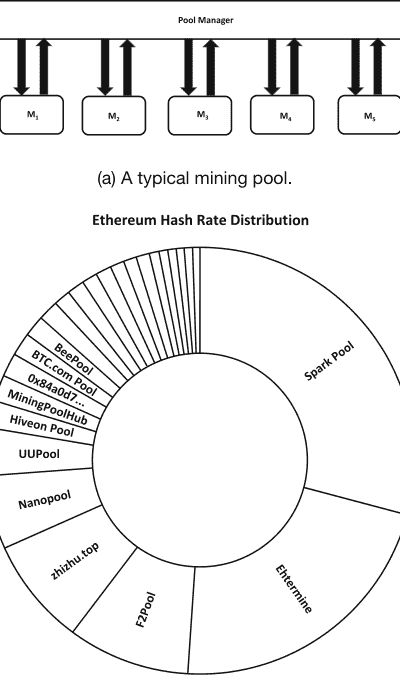 Pool Manager
M1
M2
M3
M4
M5
(a) A typical mining pool.
Ethereum Hash Rate Distribution
Spark Pool
Ehtermine
F2Pool
zhizhu.top
Nanopool
UUPool
Hiveon Pool
MiningPoolHub
0x84a0d7...
BTC.com Pool
BeePool